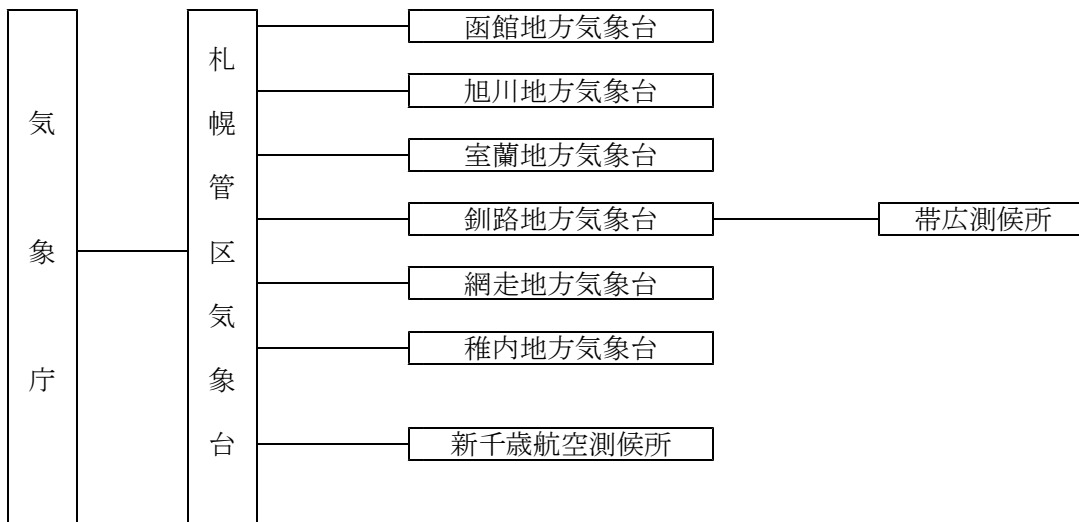 気象庁
札幌管区気象台
函館地方気象台
旭川地方気象台
室蘭地方気象台
釧路地方気象台
帯広測候所
網走地方気象台
稚内地方気象台
新千歳航空測候所